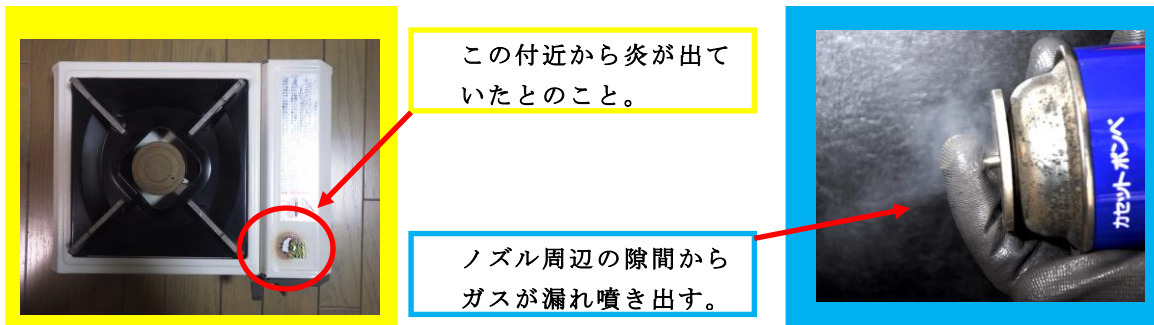 この付近から炎が出て
いたとのこと。
ノズル周辺の隙間から
ガスが漏れ噴き出す。
カセットボンベ